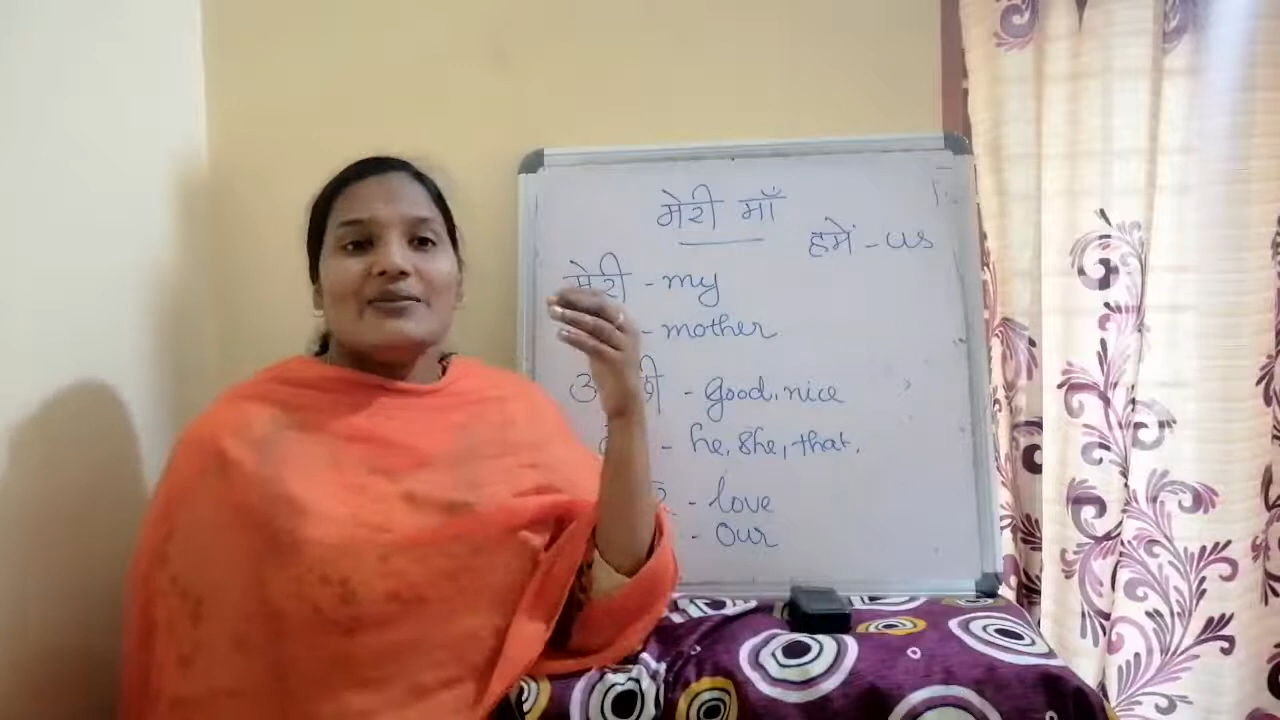 मेरी माँ
हमें - us
मेरी - my
- mother
- good, nice
- he, she, that.
- love
- Our